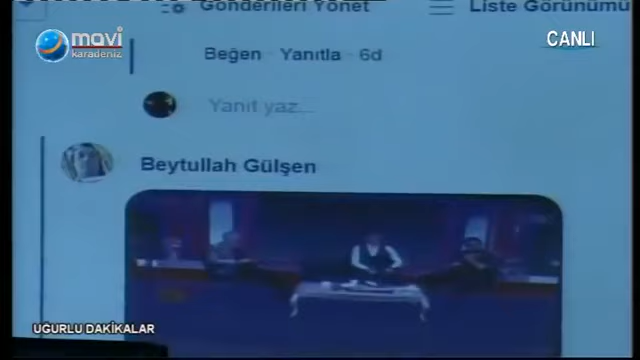 Gönderileri Yönet
Liste Görünümü
mavi
karadeniz
CANLI
Beğen Yanıtla 6d
Yanıt yaz...
Beytullah Gülşen
UĞURLU DAKİKALAR